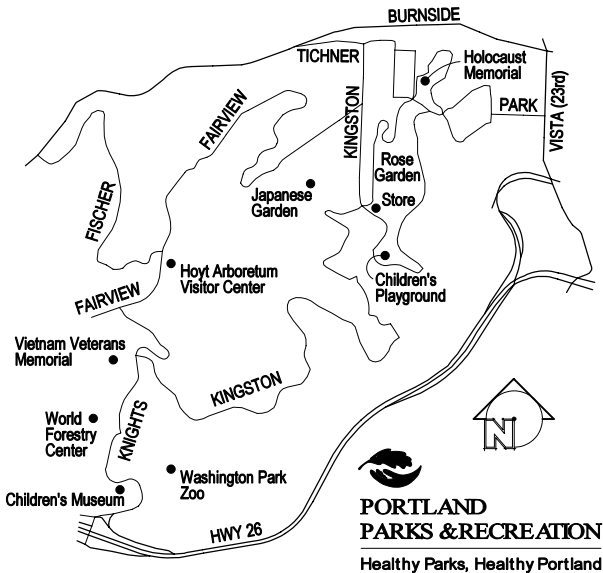 BURNSIDE
TICHNER
Holocaust
Memorial
FAIRVIEW
KINGSTON
PARK
VISTA (23rd)
Rose
Garden
FISCHER
Japanese
Garden
Store
Hoyt Arboretum
Visitor Center
Children's
Playground
FAIRVIEW
Vietnam Veterans
Memorial
KINGSTON
World
Forestry
Center
KNIGHTS
N
Washington Park
Zoo
Children's Museum
HWY 26
PORTLAND
PARKS & RECREATION
Healthy Parks, Healthy Portland